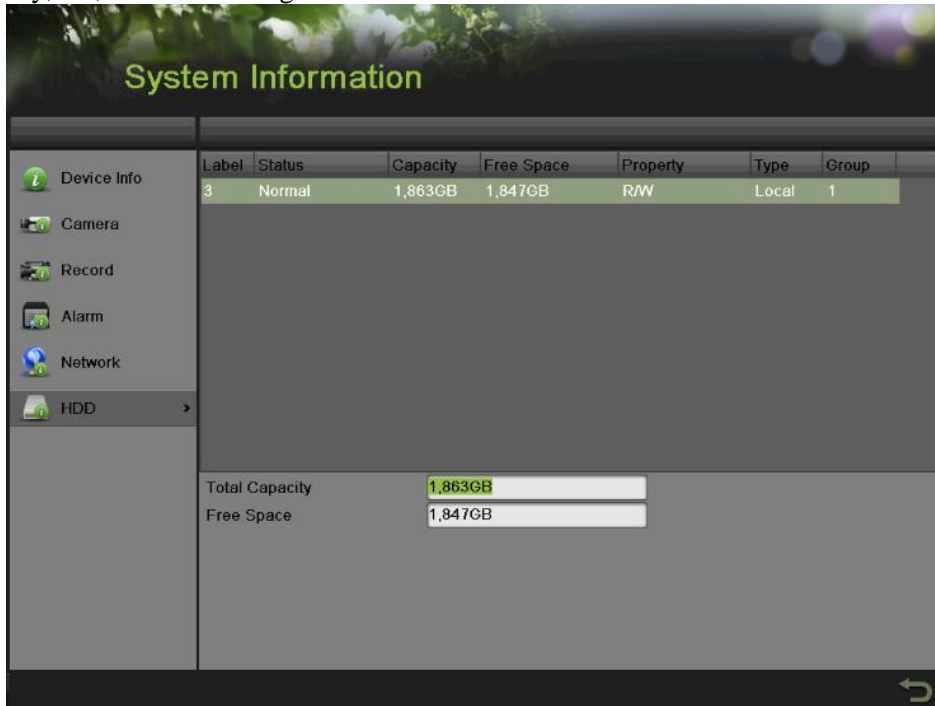 System Information
Device Info
Camera
Record
Alarm
Network
HDD
Label Status Capacity Free Space Property Type Group
3 Normal 1,863GB 1,847GB R/W Local 1
Total Capacity 1,863GB
Free Space 1,847GB